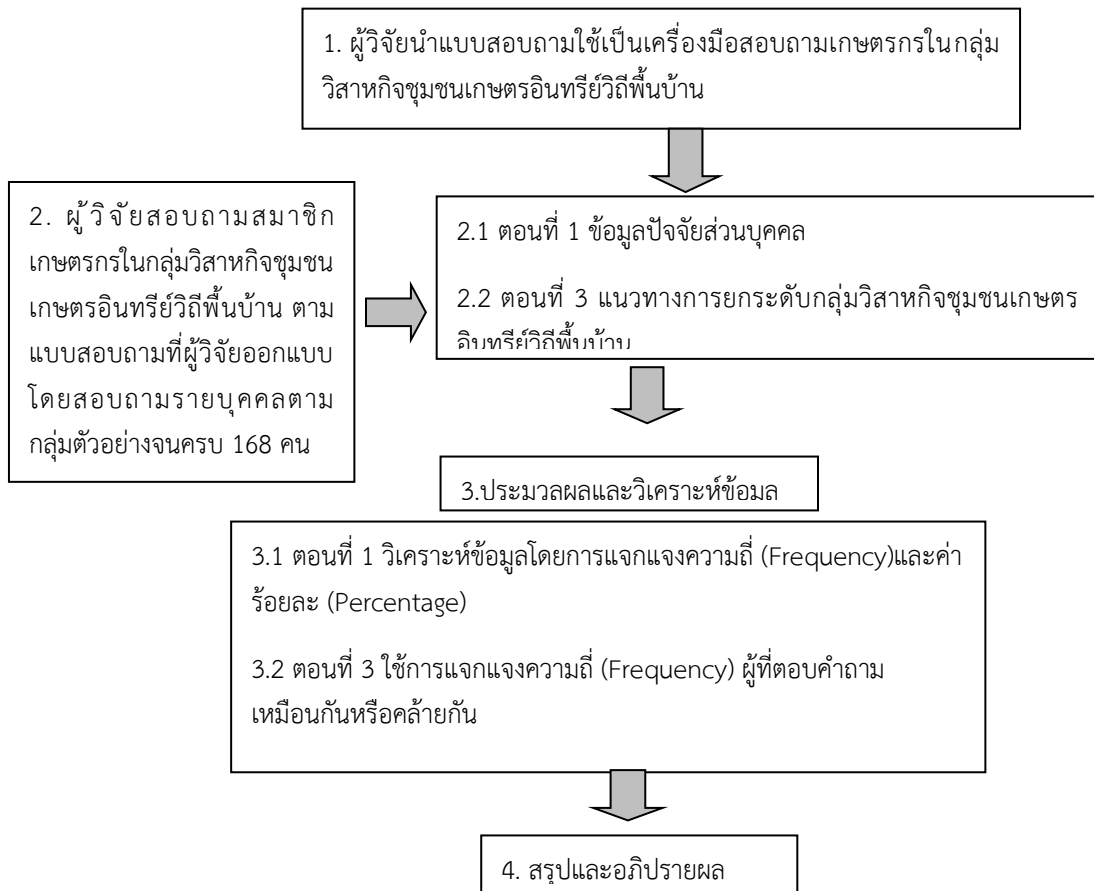 1. ผู้วิจัยนำแบบสอบถามใช้เป็นเครื่องมือสอบถามเกษตรกรในกลุ่ม
วิสาหกิจชุมชนเกษตรอินทรีย์วิถีพื้นบ้าน
2. ผู้วิจัยสอบถามสมาชิก
เกษตรกรในกลุ่มวิสาหกิจชุมชน
เกษตรอินทรีย์วิถีพื้นบ้าน ตาม
แบบสอบถามที่ผู้วิจัยออกแบบ
โดยสอบถามรายบุคคลตาม
กลุ่มตัวอย่างจนครบ 168 คน
2.1 ตอนที่ 1 ข้อมูลปัจจัยส่วนบุคคล
2.2 ตอนที่ 3 แนวทางการยกระดับกลุ่มวิสาหกิจชุมชนเกษตร
อินทรีย์วิถีพื้นบ้าน
3.ประมวลผลและวิเคราะห์ข้อมูล
3.1 ตอนที่ 1 วิเคราะห์ข้อมูลโดยการแจกแจงความถี่ (Frequency)และค่า
ร้อยละ (Percentage)
3.2 ตอนที่ 3 ใช้การแจกแจงความถี่ (Frequency) ผู้ที่ตอบคำถาม
เหมือนกันหรือคล้ายกัน
4. สรุปและอภิปรายผล